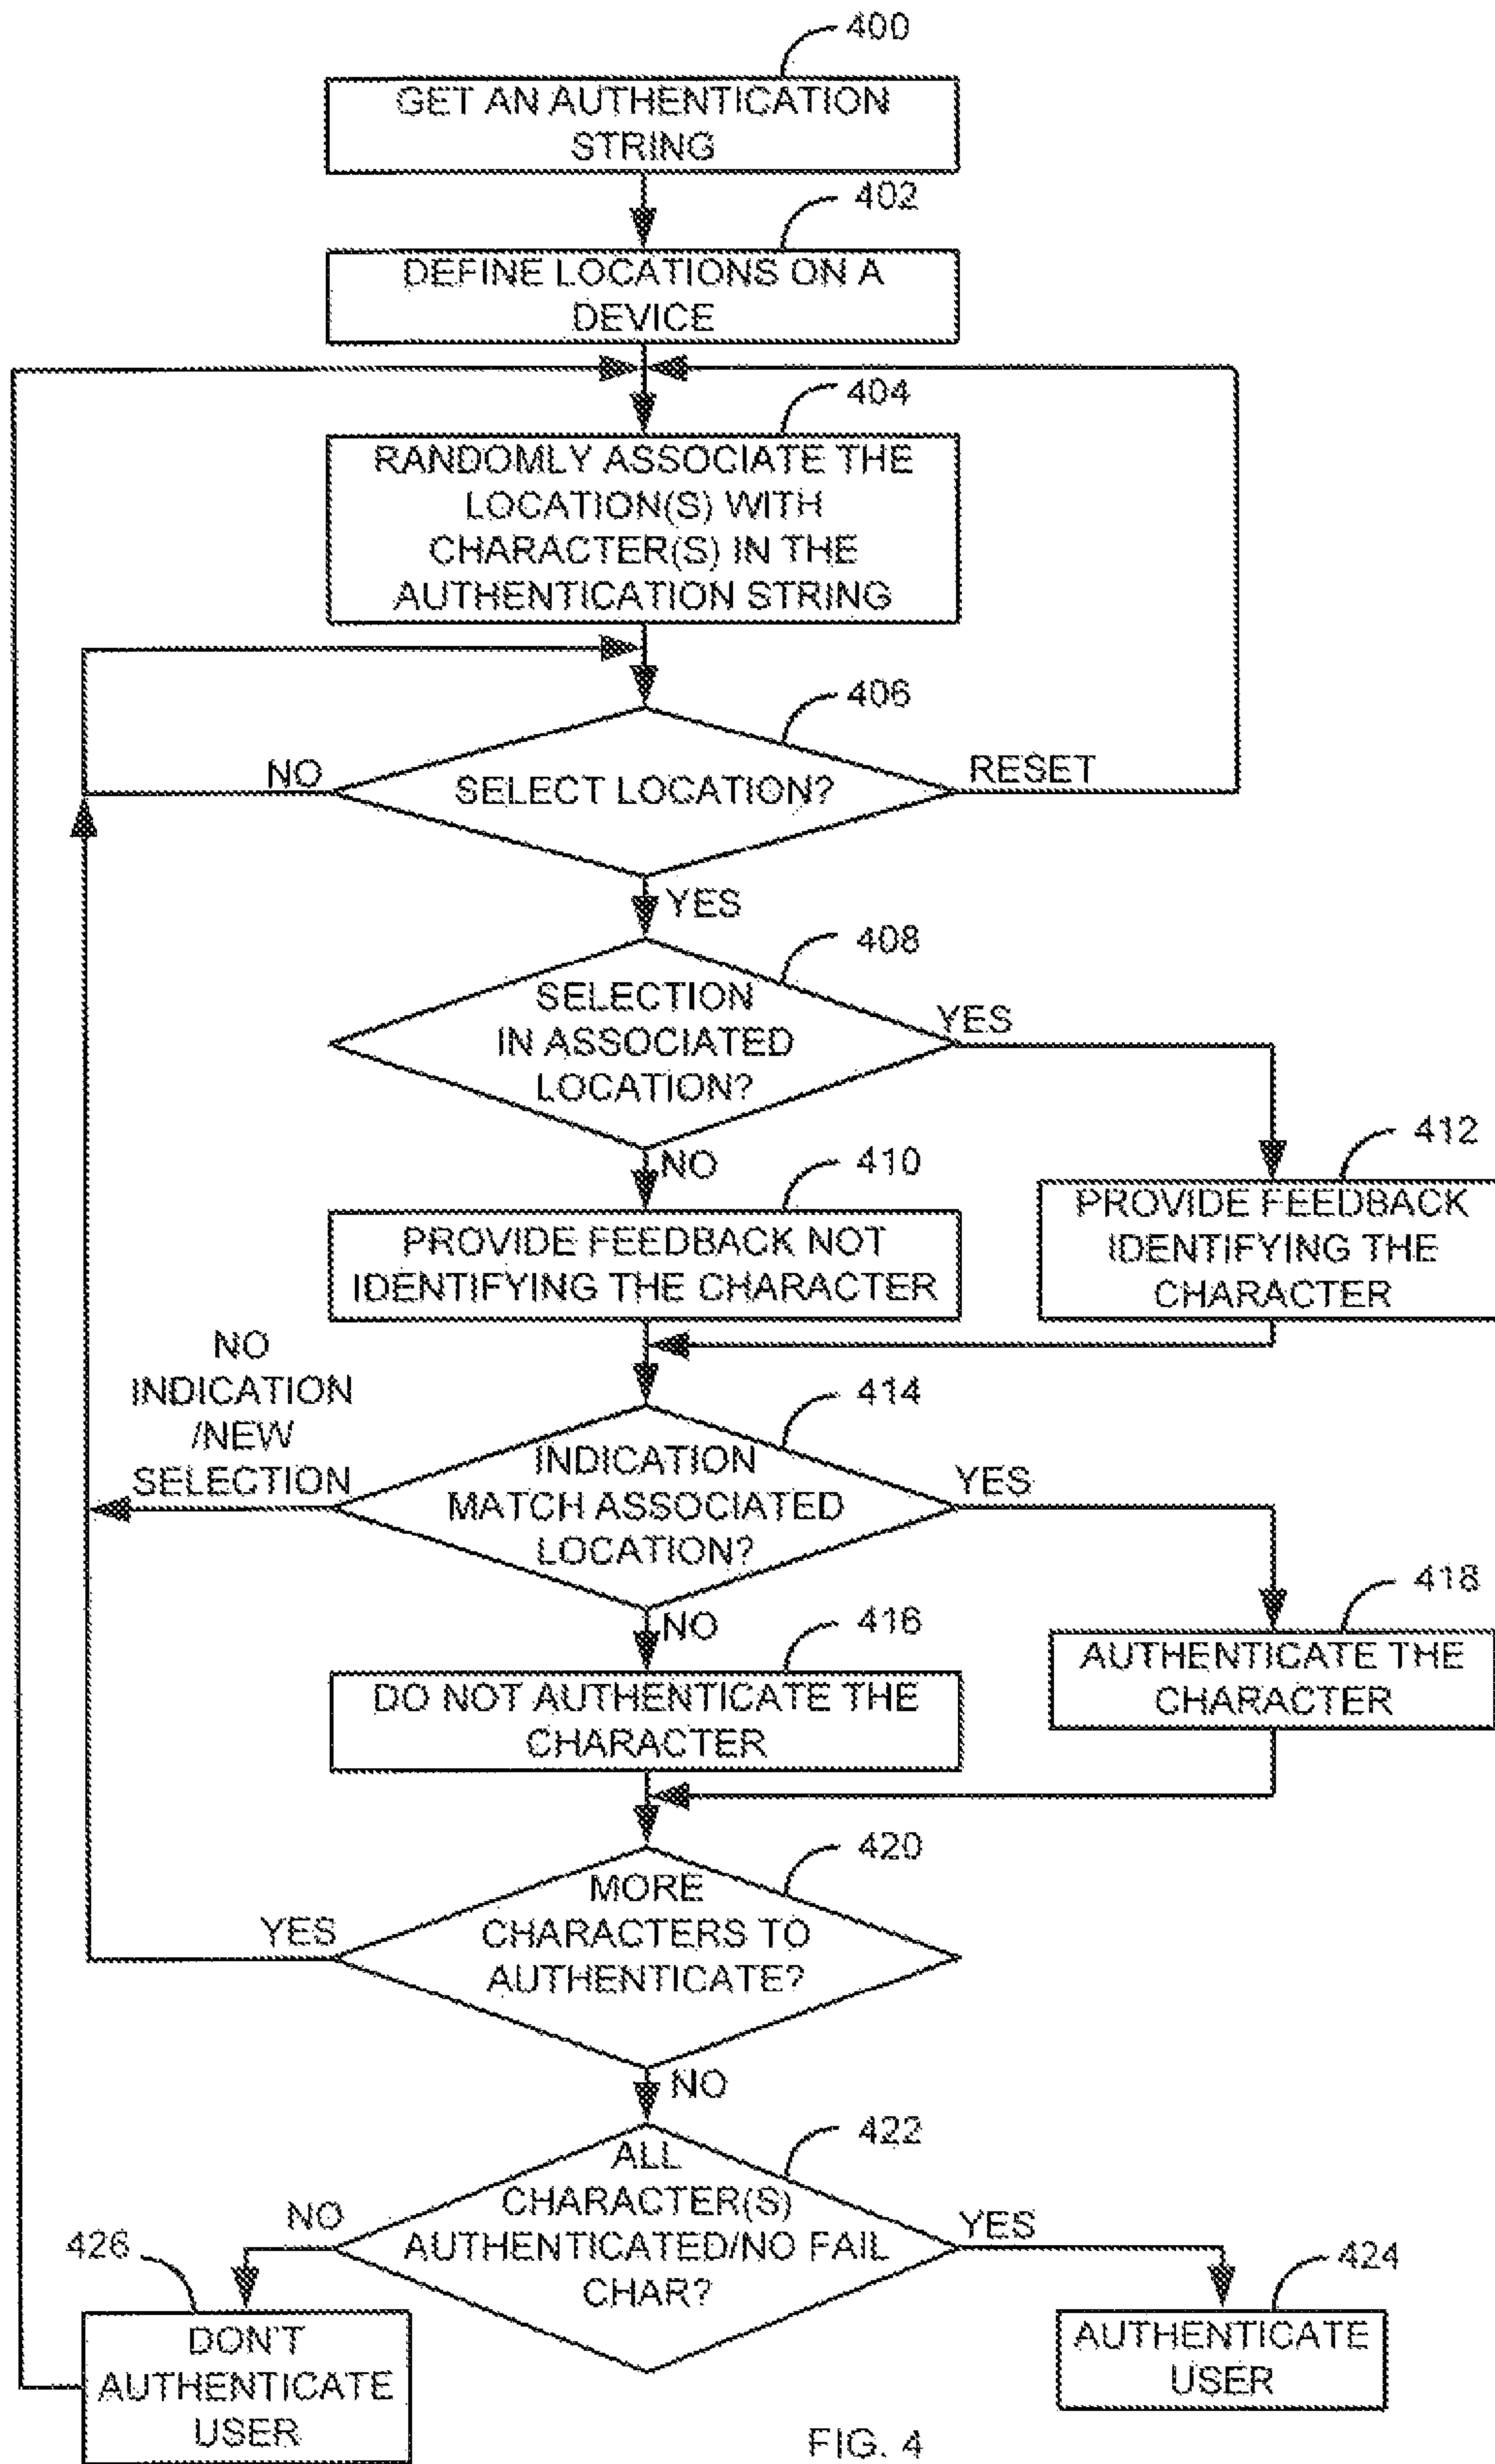 400
GET AN AUTHENTICATION
STRING
402
DEFINE LOCATIONS ON A
DEVICE
404
RANDOMLY ASSOCIATE THE
LOCATION(S) WITH
CHARACTER(S) IN THE
AUTHENTICATION STRING
406
NO
SELECT LOCATION?
RESET
YES
408
SELECTION
IN ASSOCIATED
LOCATION?
YES
NO
410
PROVIDE FEEDBACK NOT
IDENTIFYING THE CHARACTER
412
PROVIDE FEEDBACK
IDENTIFYING THE
CHARACTER
NO
INDICATION
/NEW
SELECTION
414
INDICATION
MATCH ASSOCIATED
LOCATION?
YES
NO
416
DO NOT AUTHENTICATE THE
CHARACTER
418
AUTHENTICATE THE
CHARACTER
420
MORE
CHARACTERS TO
AUTHENTICATE?
YES
NO
422
ALL
CHARACTER(S)
AUTHENTICATED/NO FAIL
CHAR?
NO
YES
426
DON'T
AUTHENTICATE
USER
424
AUTHENTICATE
USER
FIG. 4